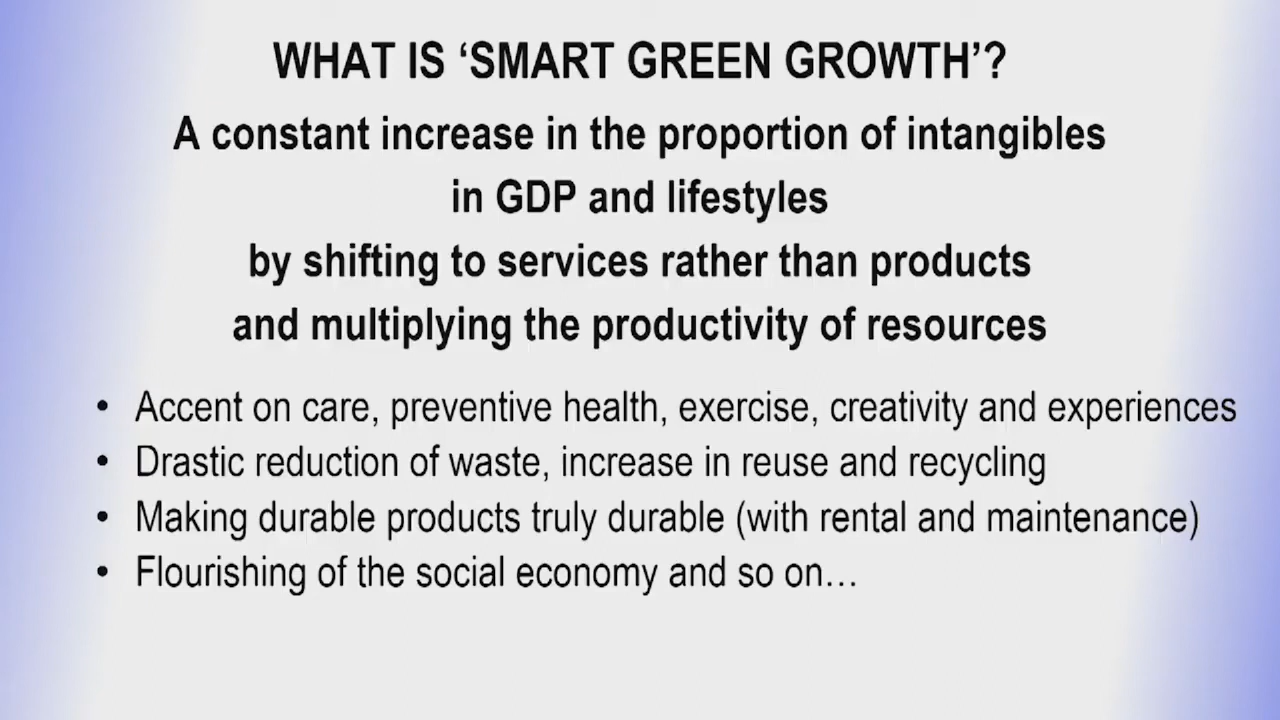 WHAT IS ‘SMART GREEN GROWTH’?
A constant increase in the proportion of intangibles
in GDP and lifestyles
by shifting to services rather than products
and multiplying the productivity of resources
• Accent on care, preventive health, exercise, creativity and experiences
• Drastic reduction of waste, increase in reuse and recycling
• Making durable products truly durable (with rental and maintenance)
• Flourishing of the social economy and so on…